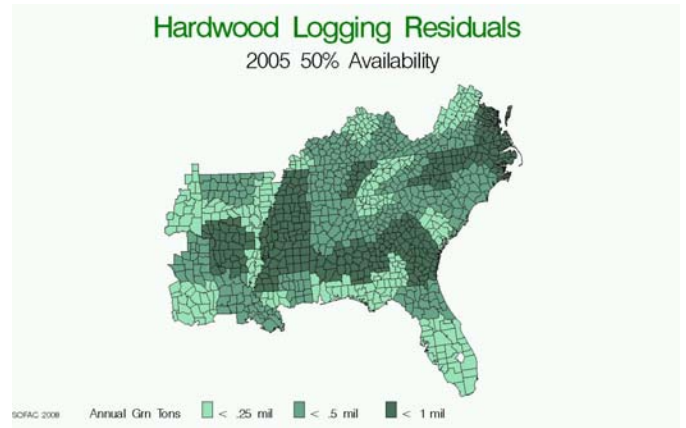 Hardwood Logging Residuals
2005 50% Availability
SOFAC 2008 Annual Grn Tons < .25 mil < .5 mil < 1 mil